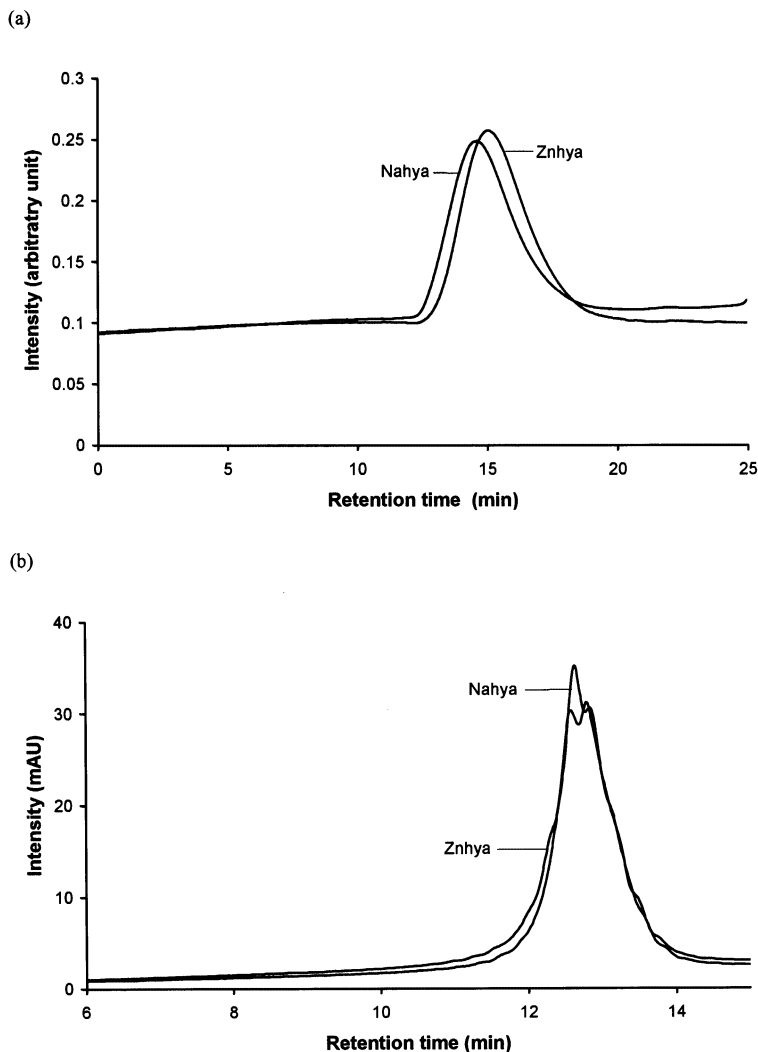 (a)
0.3
0.25
0.2
0.15
0.1
0.05
0
Intensity (arbitratry unit)
Nahya
Znhya
0 5 10 15 20 25
Retention time (min)
(b)
40
30
20
10
0
Intensity (mAU)
Nahya
Znhya
6 8 10 12 14
Retention time (min)